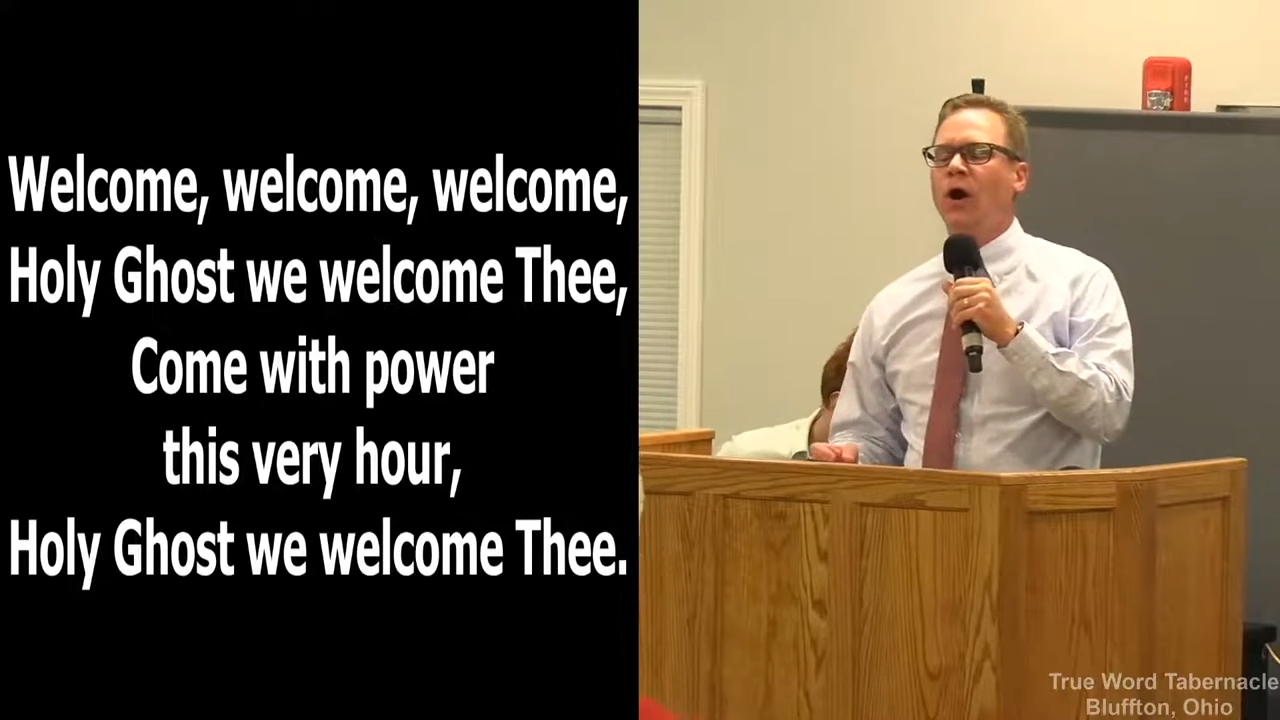 Welcome, welcome, welcome,
Holy Ghost we welcome Thee,
Come with power
this very hour,
Holy Ghost we welcome Thee.
True Word Tabernacle
Bluffton, Ohio